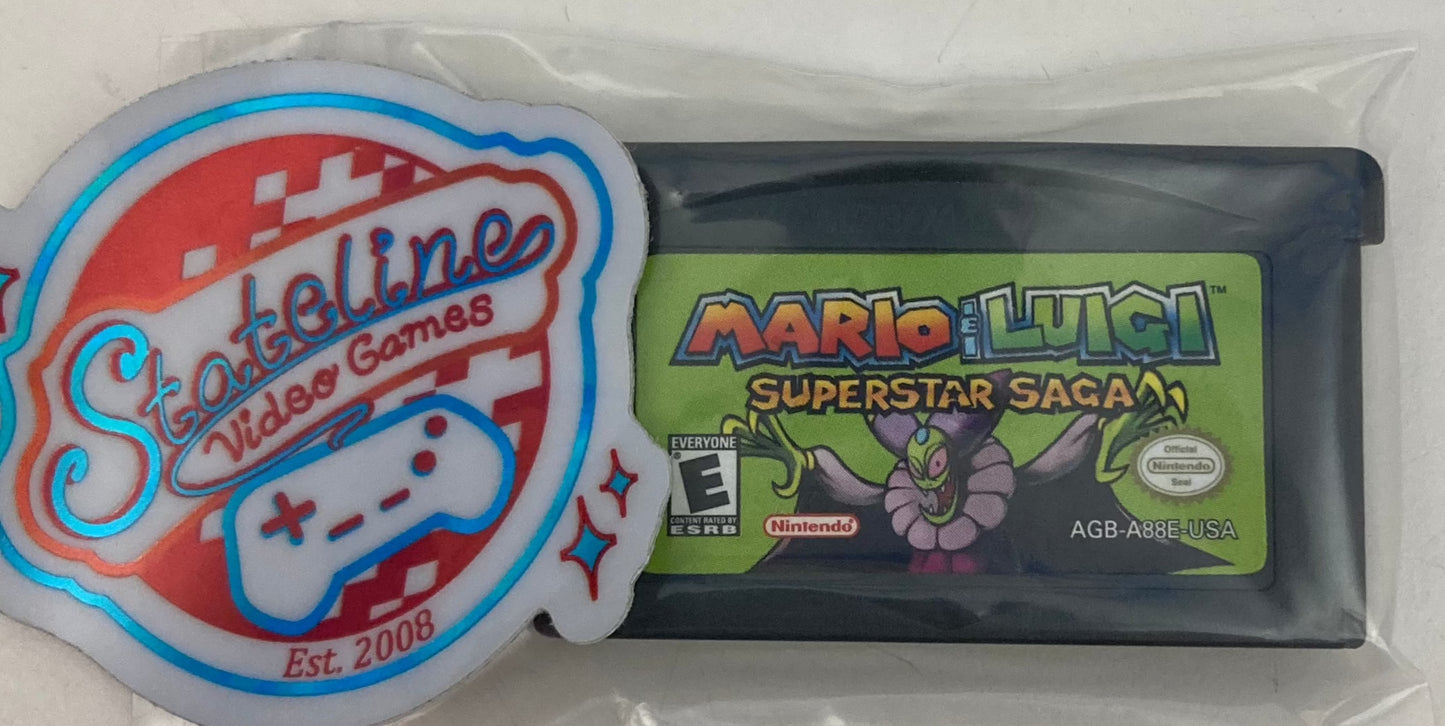 Stateline
Video Games
Est. 2008
MARIO & LUIGI™
SUPERSTAR SAGA
EVERYONE
E
CONTENT RATED BY
ESRB
Nintendo
Official
Nintendo
Seal
AGB-A88E-USA